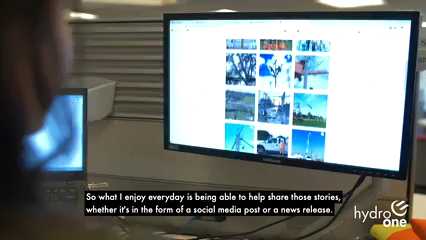 SAMSUNG
So what I enjoy everyday is being able to help share those stories,
whether it's in the form of a social media post or a news release.
hydro
one